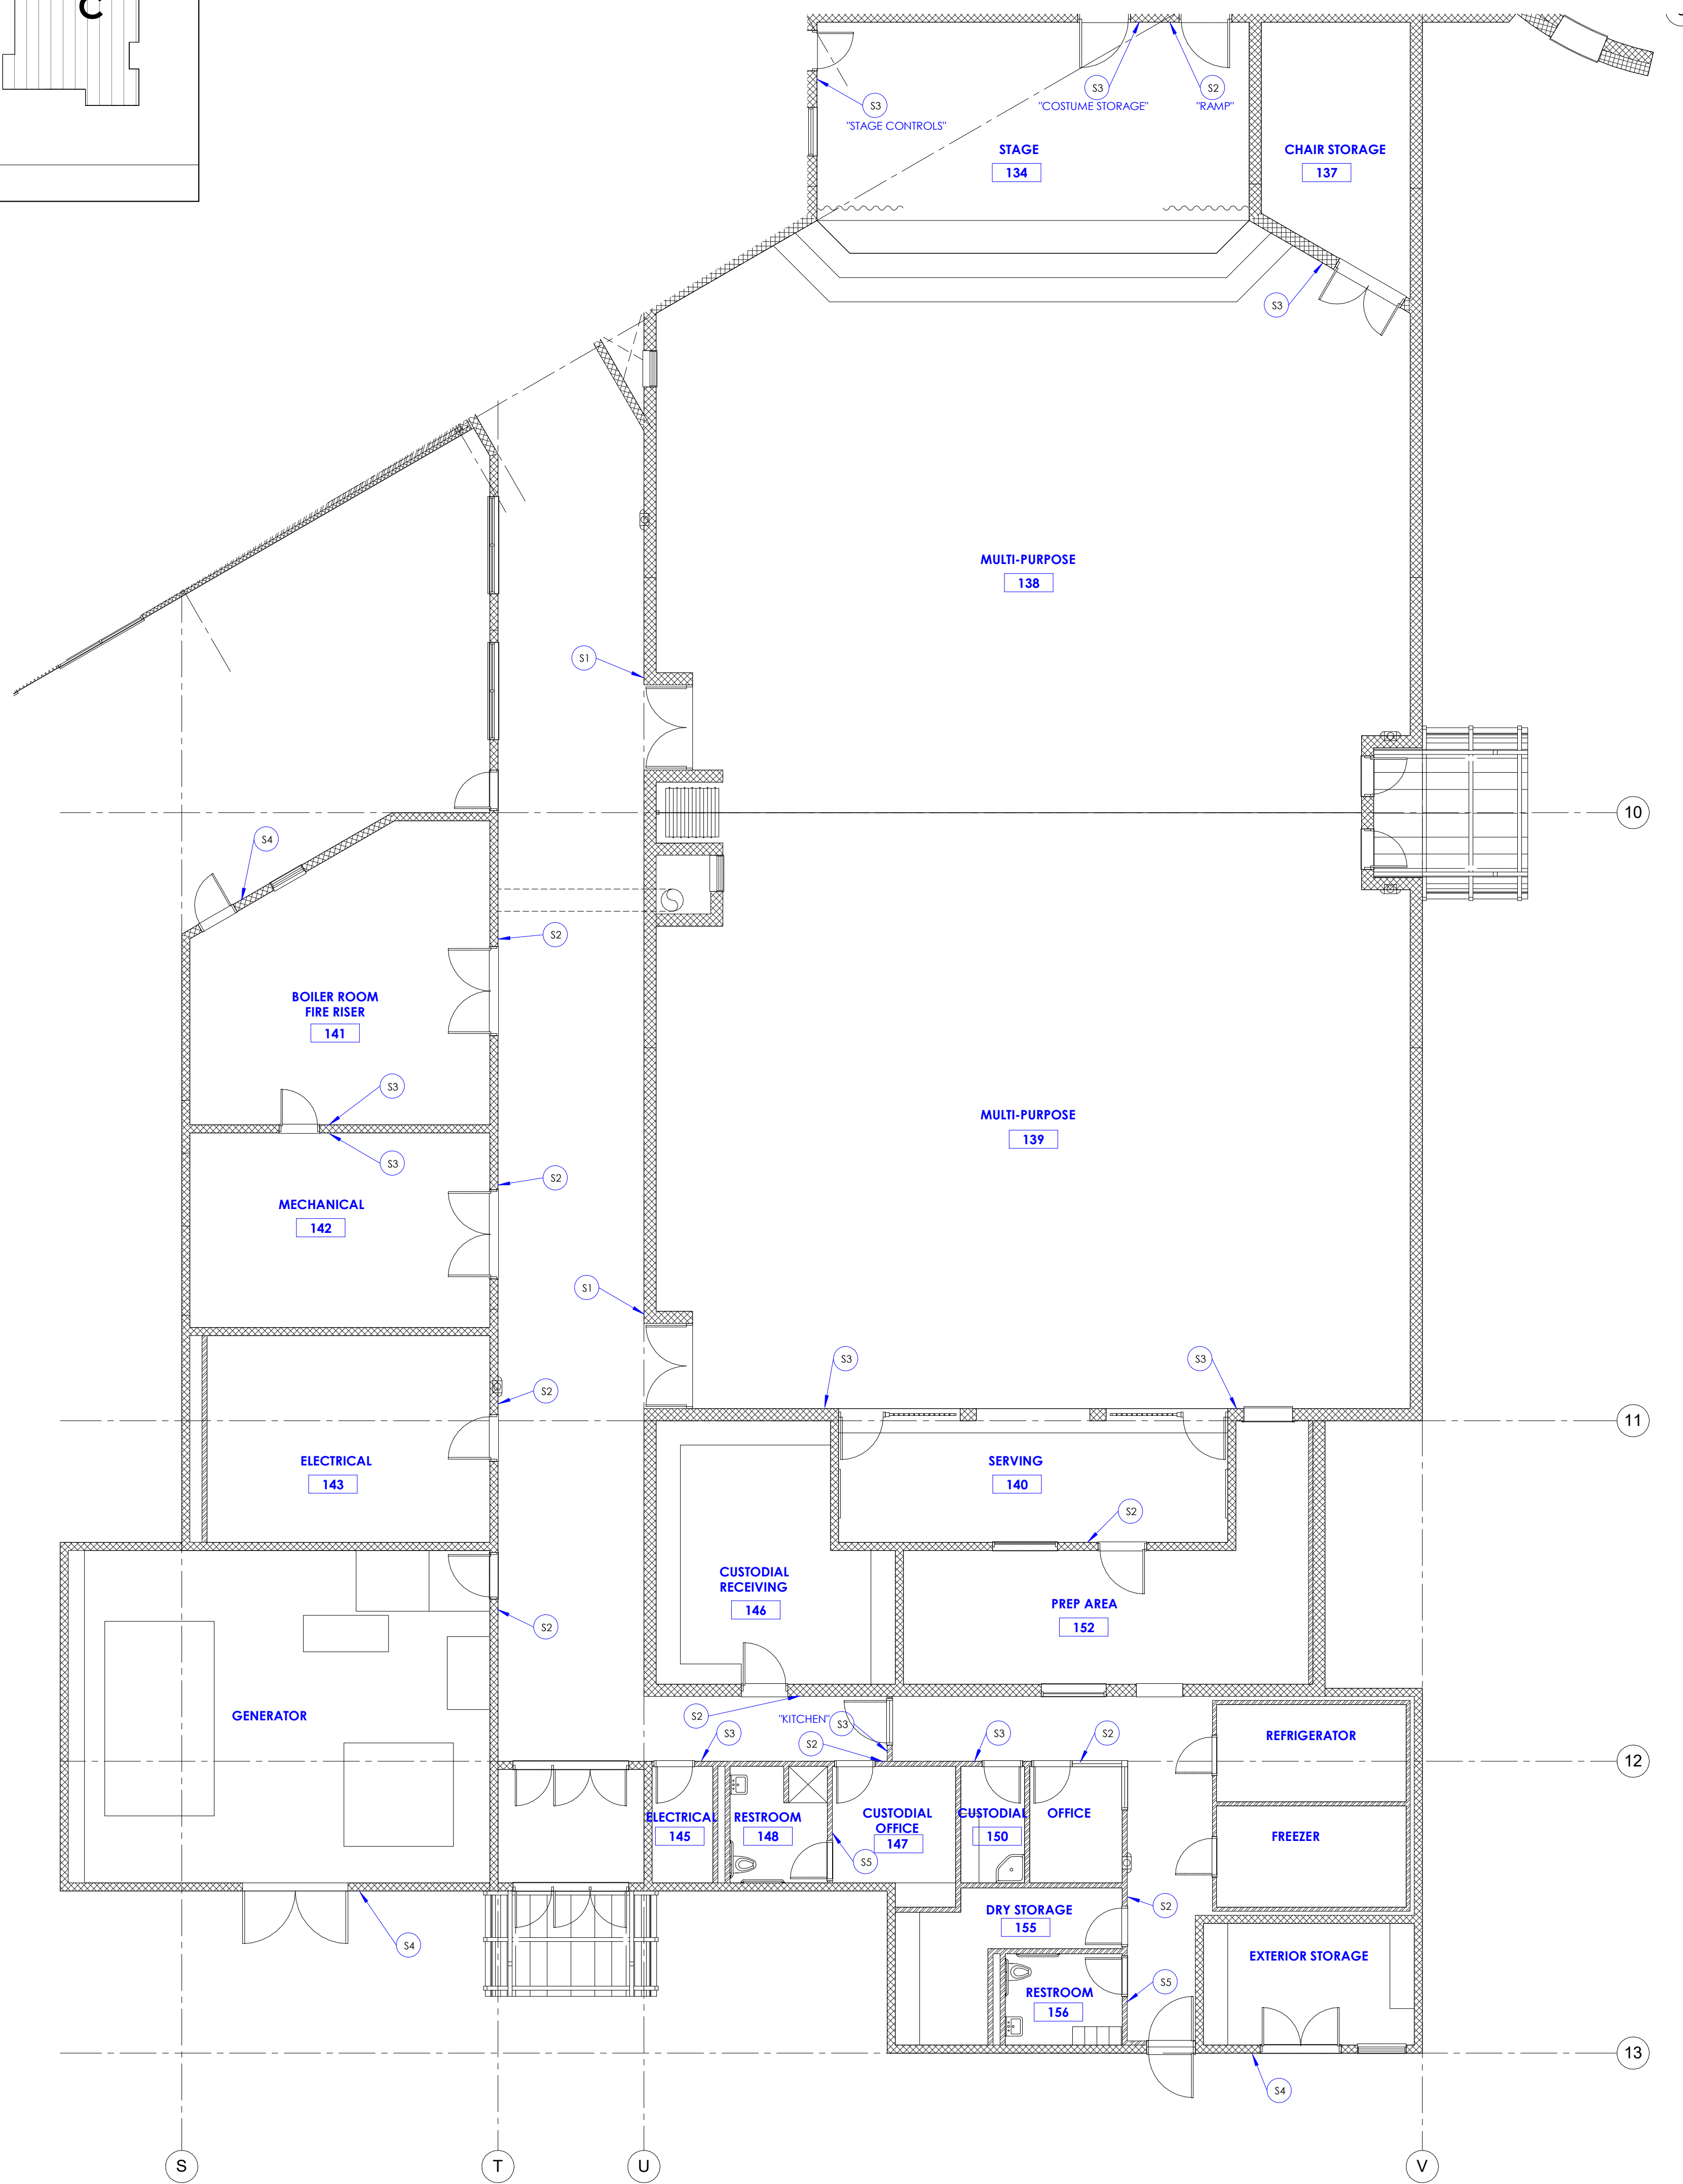 C
S3
"STAGE CONTROLS"
S3
"COSTUME STORAGE"
S2
"RAMP"
STAGE
134
CHAIR STORAGE
137
S3
MULTI-PURPOSE
138
S1
10
S4
S2
BOILER ROOM
FIRE RISER
141
S3
S3
MULTI-PURPOSE
139
S2
MECHANICAL
142
S1
S3
S3
S2
11
ELECTRICAL
143
SERVING
140
S2
CUSTODIAL
RECEIVING
146
PREP AREA
152
S2
GENERATOR
S2
"KITCHEN"
S3
S3
S2
S3
S2
REFRIGERATOR
12
ELECTRICAL
145
RESTROOM
148
CUSTODIAL
OFFICE
147
CUSTODIAL
150
OFFICE
FREEZER
S5
S2
DRY STORAGE
155
S4
EXTERIOR STORAGE
S5
RESTROOM
156
13
S4
S
T
U
V